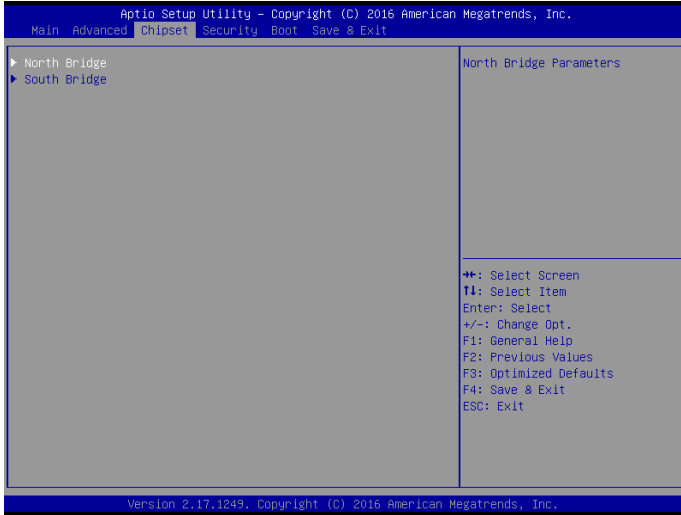 Aptio Setup Utility – Copyright (C) 2016 American Megatrends, Inc.
Main Advanced Chipset Security Boot Save & Exit
▶ North Bridge
▶ South Bridge
North Bridge Parameters
→←: Select Screen
↑↓: Select Item
Enter: Select
+/-: Change Opt.
F1: General Help
F2: Previous Values
F3: Optimized Defaults
F4: Save & Exit
ESC: Exit
Version 2.17.1249. Copyright (C) 2016 American Megatrends, Inc.